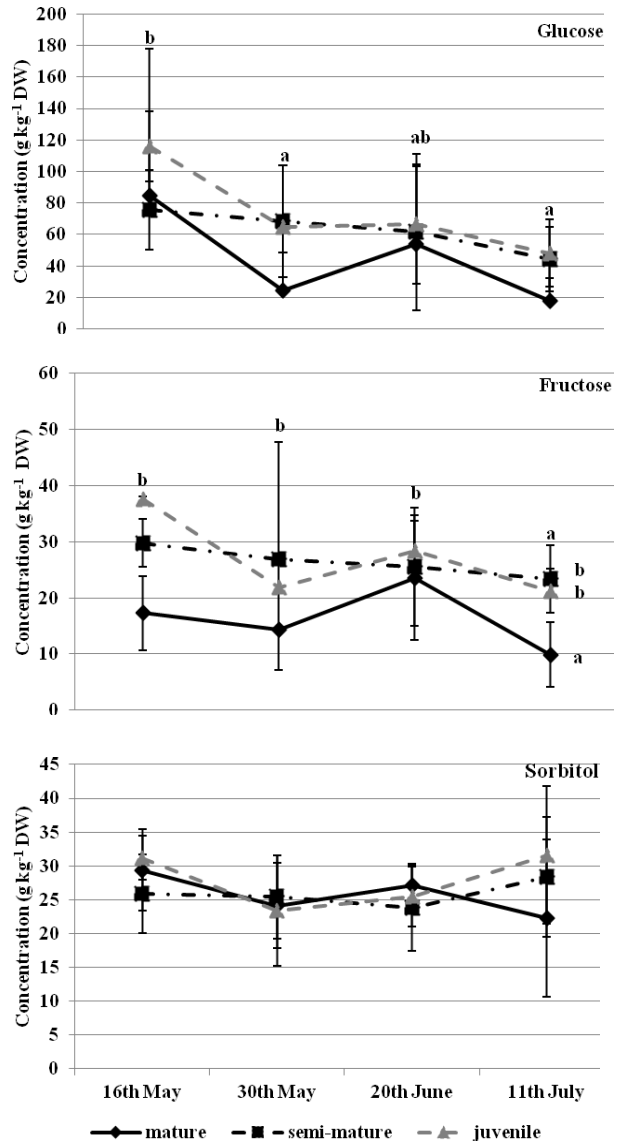 Glucose
Concentration (g kg-1 DW)
200
180
160
140
120
100
80
60
40
20
0
b
a
ab
a
Fructose
Concentration (g kg-1 DW)
60
50
40
30
20
10
0
b
b
b
a
b
b
a
Sorbitol
Concentration (g kg-1 DW)
45
40
35
30
25
20
15
10
5
0
16th May 30th May 20th June 11th July
mature semi-mature juvenile